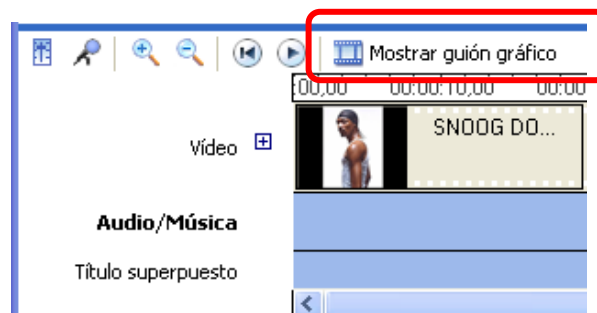 Mostrar guión gráfico
:00,00 00:00:10,00 00:00
Vídeo SNOOG DO...
Audio/Música
Título superpuesto